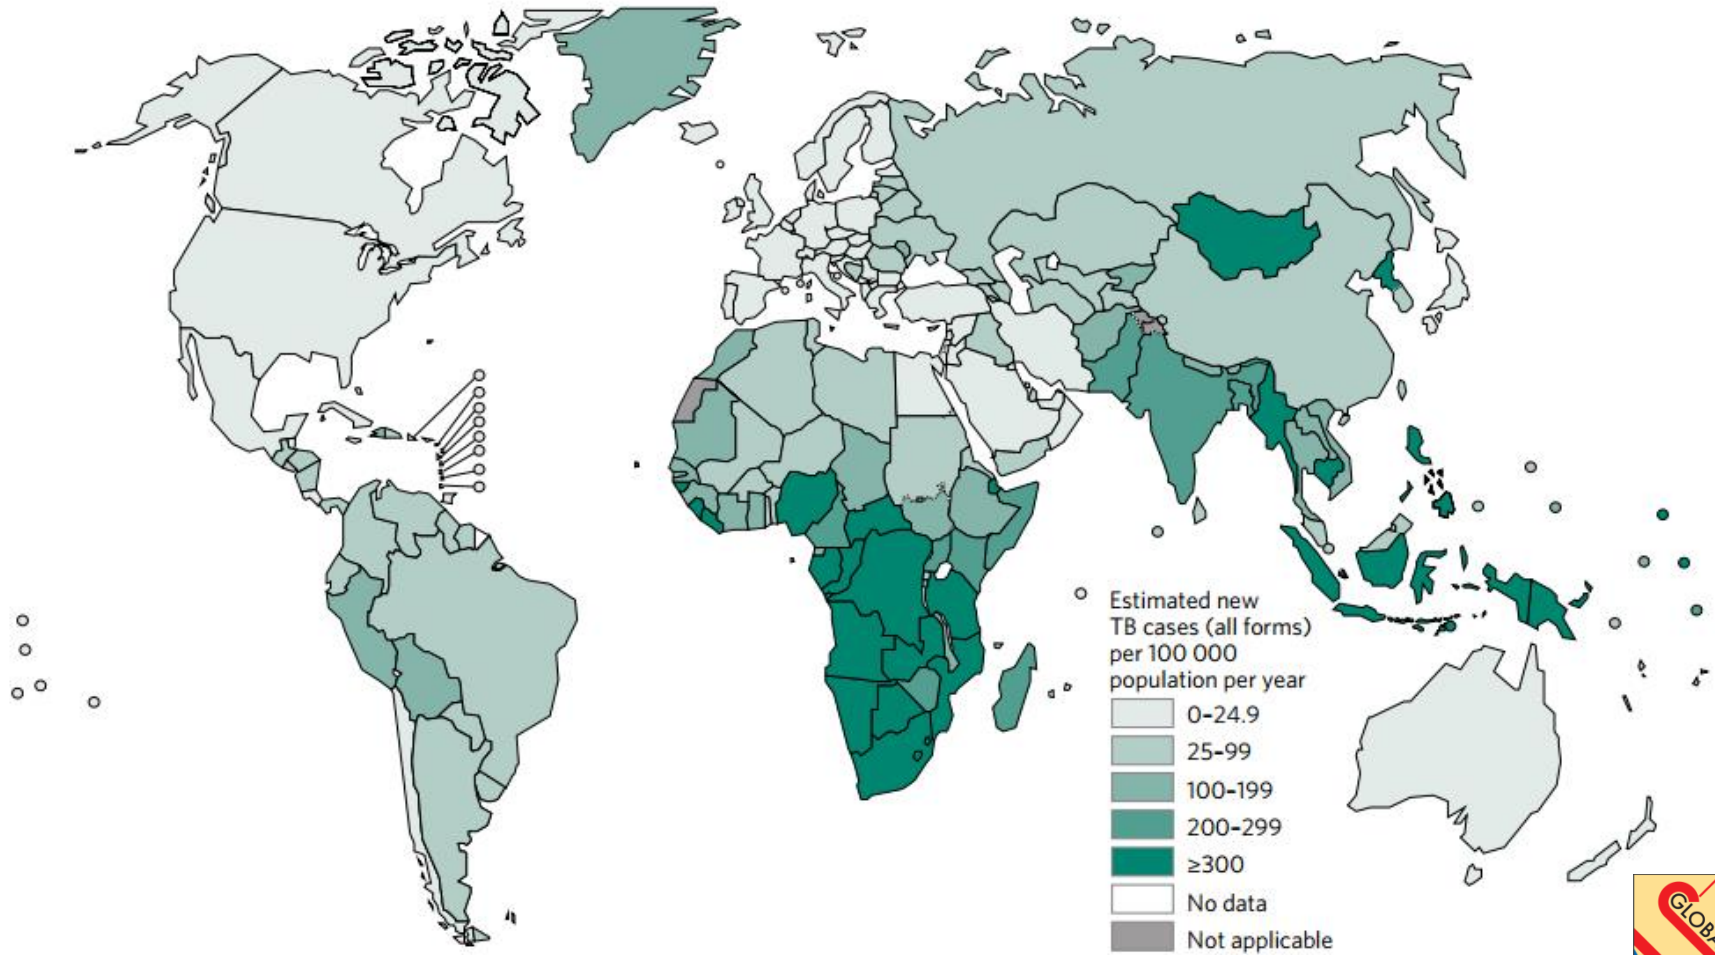 Estimated new
TB cases (all forms)
per 100 000
population per year
0–24.9
25–99
100–199
200–299
≥300
No data
Not applicable